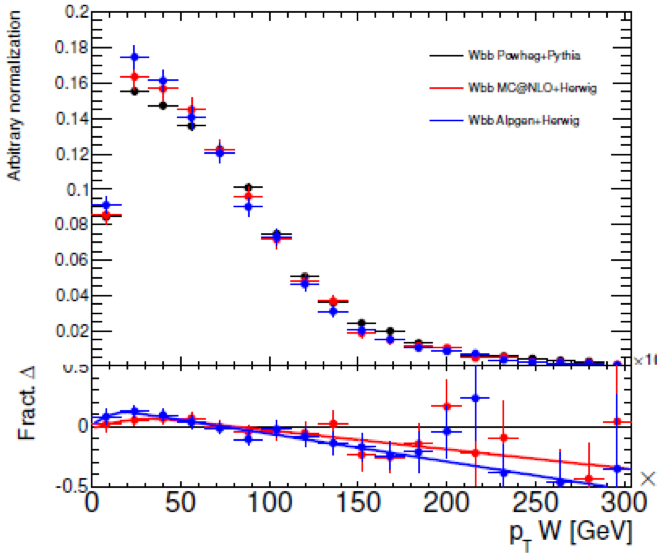 Arbitrary normalization
0.2
0.18
0.16
0.14
0.12
0.1
0.08
0.06
0.04
0.02
Wbb Powheg+Pythia
Wbb MC@NLO+Herwig
Wbb Alpgen+Herwig
×10
Fract. Δ
0.5
0
-0.5
0 50 100 150 200 250 300
×
p_T W [GeV]